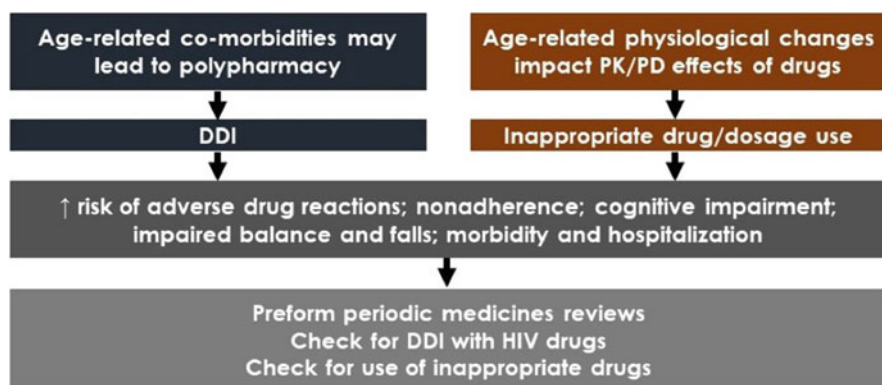 Age-related co-morbidities may
lead to polypharmacy
Age-related physiological changes
impact PK/PD effects of drugs
DDI
Inappropriate drug/dosage use
↑ risk of adverse drug reactions; nonadherence; cognitive impairment;
impaired balance and falls; morbidity and hospitalization
Preform periodic medicines reviews
Check for DDI with HIV drugs
Check for use of inappropriate drugs